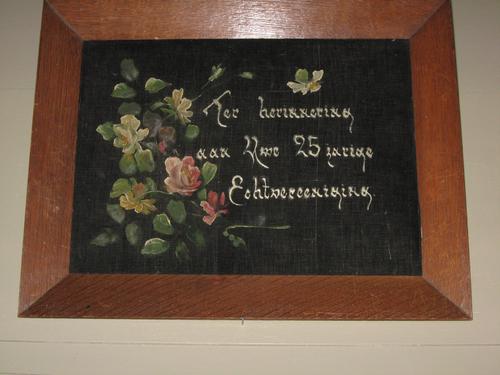 Ter herinnering
aan Uwe 25 jarige
Echtvereeniging